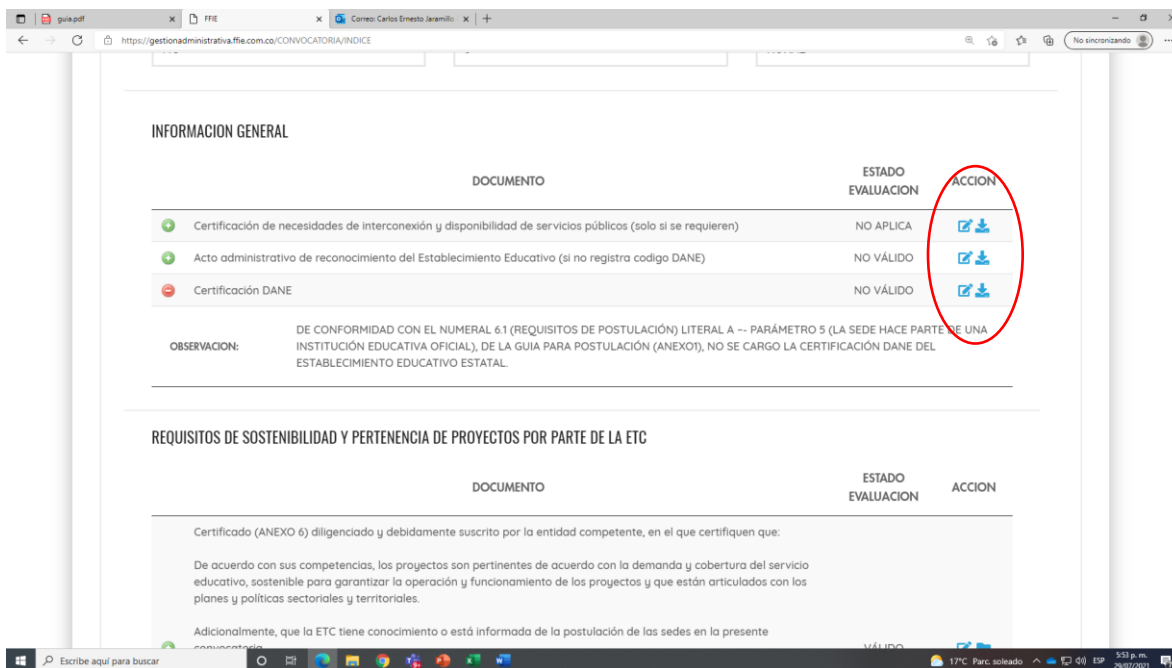 guia.pdf
FFIE
Correo: Carlos Ernesto Jaramillo
https://gestionadministrativa.ffie.com.co/CONVOCATORIA/INDICE
No sincronizando
INFORMACION GENERAL
DOCUMENTO
ESTADO
EVALUACION
ACCION
Certificación de necesidades de interconexión y disponibilidad de servicios públicos (solo si se requieren)
NO APLICA
Acto administrativo de reconocimiento del Establecimiento Educativo (si no registra codigo DANE)
NO VÁLIDO
Certificación DANE
NO VÁLIDO
OBSERVACION:
DE CONFORMIDAD CON EL NUMERAL 6.1 (REQUISITOS DE POSTULACIÓN) LITERAL A –- PARÁMETRO 5 (LA SEDE HACE PARTE DE UNA
INSTITUCIÓN EDUCATIVA OFICIAL), DE LA GUIA PARA POSTULACIÓN (ANEXO1), NO SE CARGO LA CERTIFICACIÓN DANE DEL
ESTABLECIMIENTO EDUCATIVO ESTATAL.
REQUISITOS DE SOSTENIBILIDAD Y PERTENENCIA DE PROYECTOS POR PARTE DE LA ETC
DOCUMENTO
ESTADO
EVALUACION
ACCION
Certificado (ANEXO 6) diligenciado y debidamente suscrito por la entidad competente, en el que certifiquen que:
De acuerdo con sus competencias, los proyectos son pertinentes de acuerdo con la demanda y cobertura del servicio
educativo, sostenible para garantizar la operación y funcionamiento de los proyectos y que están articulados con los
planes y políticas sectoriales y territoriales.
Adicionalmente, que la ETC tiene conocimiento o está informada de la postulación de las sedes en la presente
convocatoria
VÁLIDO
Escribe aquí para buscar
17°C Parc. soleado
ESP
5:53 p. m.
29/07/2021